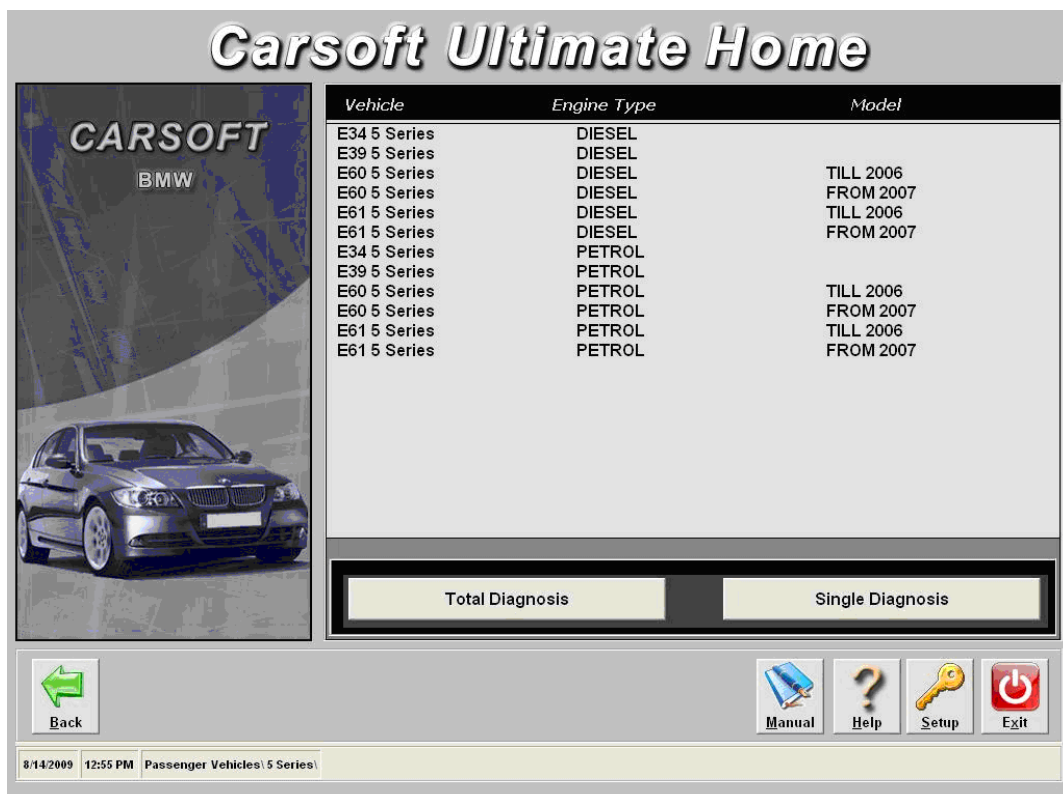 Carsoft Ultimate Home
CARSOFT
BMW
Vehicle Engine Type Model
E34 5 Series DIESEL
E39 5 Series DIESEL
E60 5 Series DIESEL TILL 2006
E60 5 Series DIESEL FROM 2007
E61 5 Series DIESEL TILL 2006
E61 5 Series DIESEL FROM 2007
E34 5 Series PETROL
E39 5 Series PETROL
E60 5 Series PETROL TILL 2006
E60 5 Series PETROL FROM 2007
E61 5 Series PETROL TILL 2006
E61 5 Series PETROL FROM 2007
Total Diagnosis Single Diagnosis
Back Manual Help Setup Exit
8/14/2009 12:55 PM Passenger Vehicles\ 5 Series\